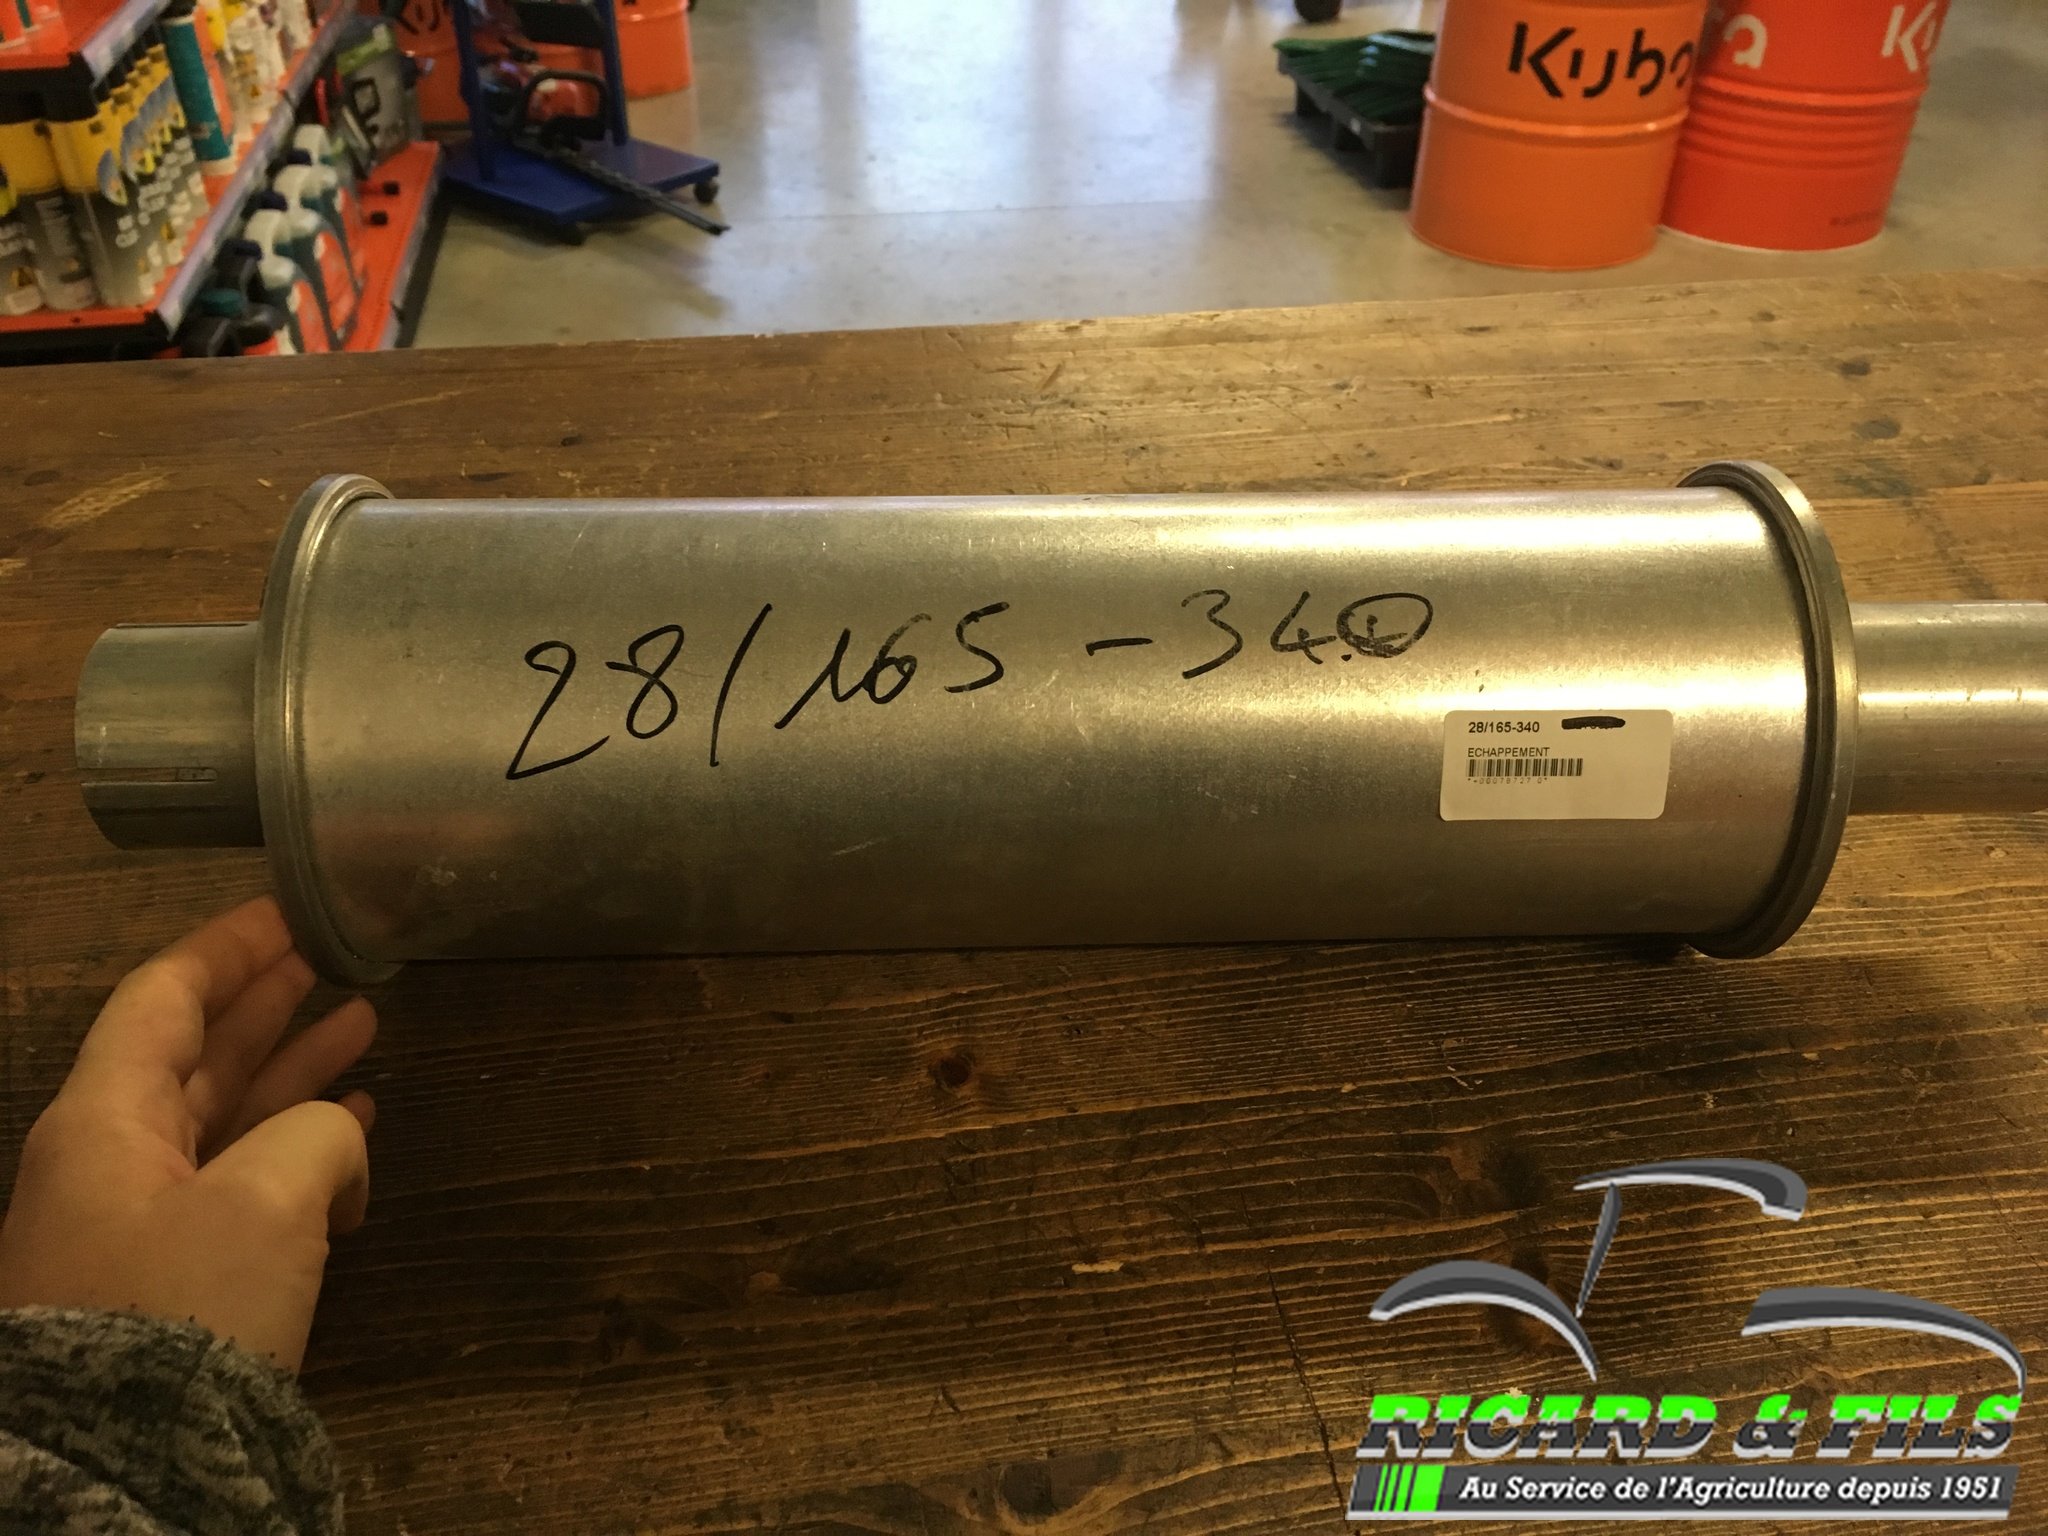 Kubo
28/165-340
28/165-340
ECHAPPEMENT
RICARD & FILS
Au Service de l'Agriculture depuis 1951